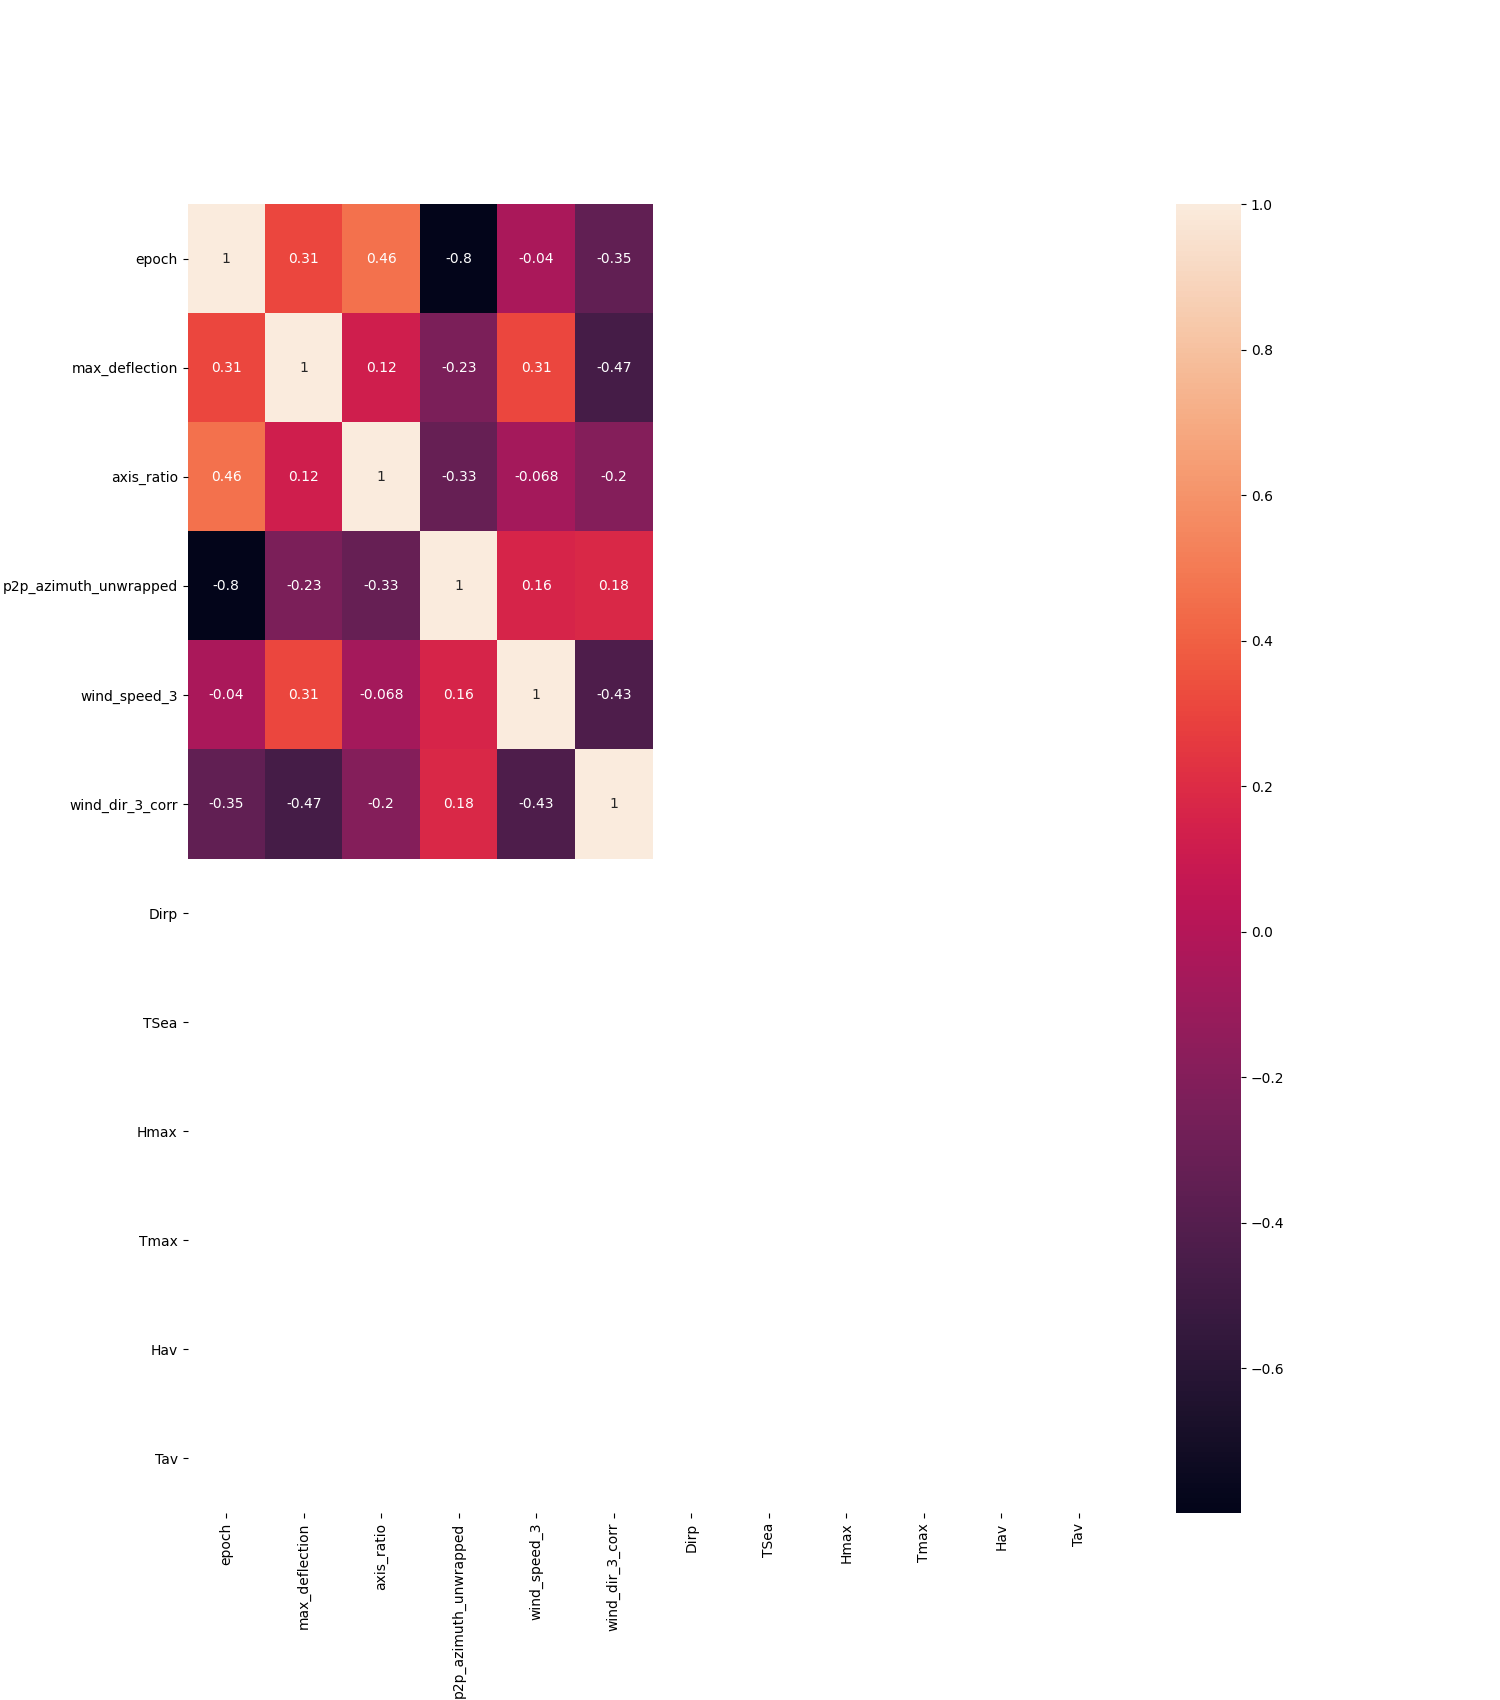 epoch 1 0.31 0.46 -0.8 -0.04 -0.35
max_deflection 0.31 1 0.12 -0.23 0.31 -0.47
axis_ratio 0.46 0.12 1 -0.33 -0.068 -0.2
p2p_azimuth_unwrapped -0.8 -0.23 -0.33 1 0.16 0.18
wind_speed_3 -0.04 0.31 -0.068 0.16 1 -0.43
wind_dir_3_corr -0.35 -0.47 -0.2 0.18 -0.43 1
Dirp
TSea
Hmax
Tmax
Hav
Tav
epoch
max_deflection
axis_ratio
p2p_azimuth_unwrapped
wind_speed_3
wind_dir_3_corr
Dirp
TSea
Hmax
Tmax
Hav
Tav
1.0
0.8
0.6
0.4
0.2
0.0
−0.2
−0.4
−0.6